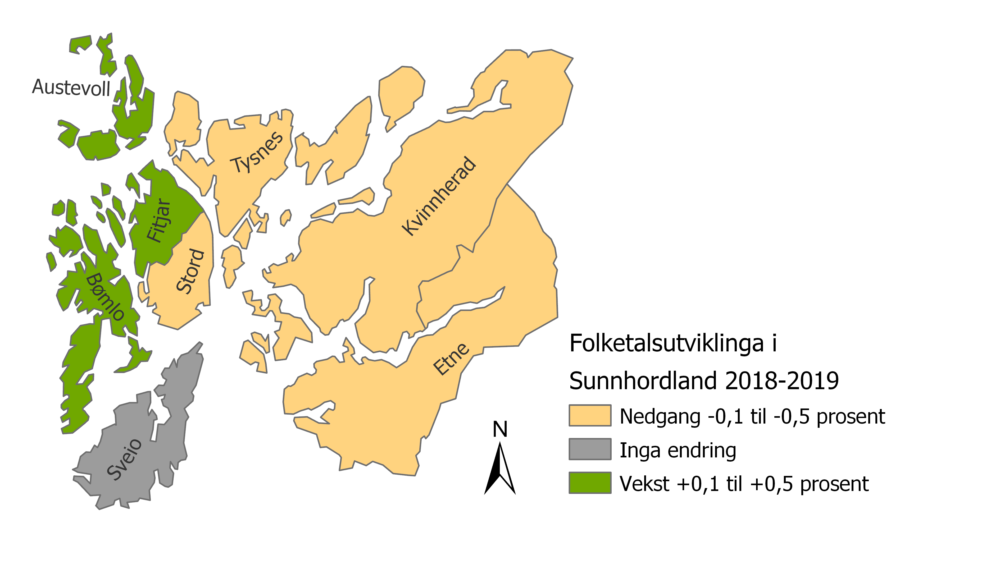 Austevoll
Tysnes
Kvinnherad
Fitjar
Stord
Bømlo
Etne
Sveio
N
Folketalsutviklinga i
Sunnhordland 2018-2019
Nedgang -0,1 til -0,5 prosent
Inga endring
Vekst +0,1 til +0,5 prosent